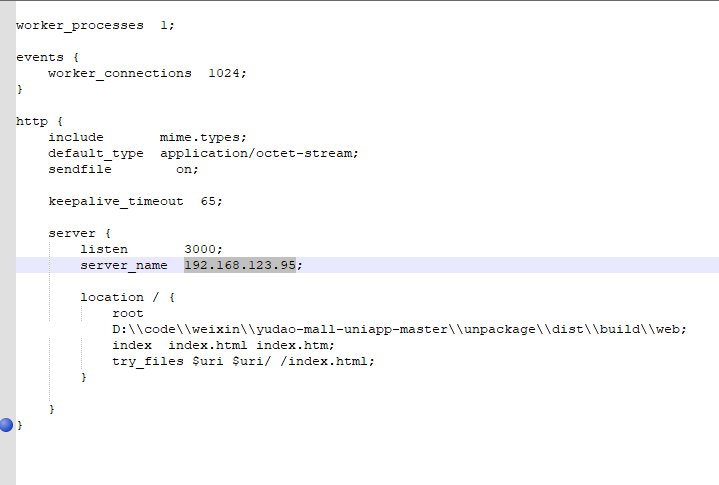 worker_processes  1;
events {
    worker_connections  1024;
}
http {
    include       mime.types;
    default_type  application/octet-stream;
    sendfile        on;
    keepalive_timeout  65;
    server {
        listen       3000;
        server_name  192.168.123.95;
        location / {
            root
            D:\\code\\weixin\\yudao-mall-uniapp-master\\unpackage\\dist\\build\\web;
            index  index.html index.htm;
            try_files $uri $uri/ /index.html;
        }
    }
}